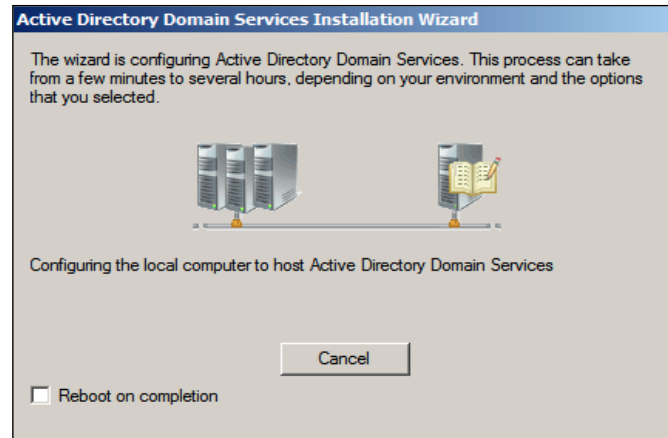 Active Directory Domain Services Installation Wizard
The wizard is configuring Active Directory Domain Services. This process can take
from a few minutes to several hours, depending on your environment and the options
that you selected.
Configuring the local computer to host Active Directory Domain Services
Cancel
Reboot on completion